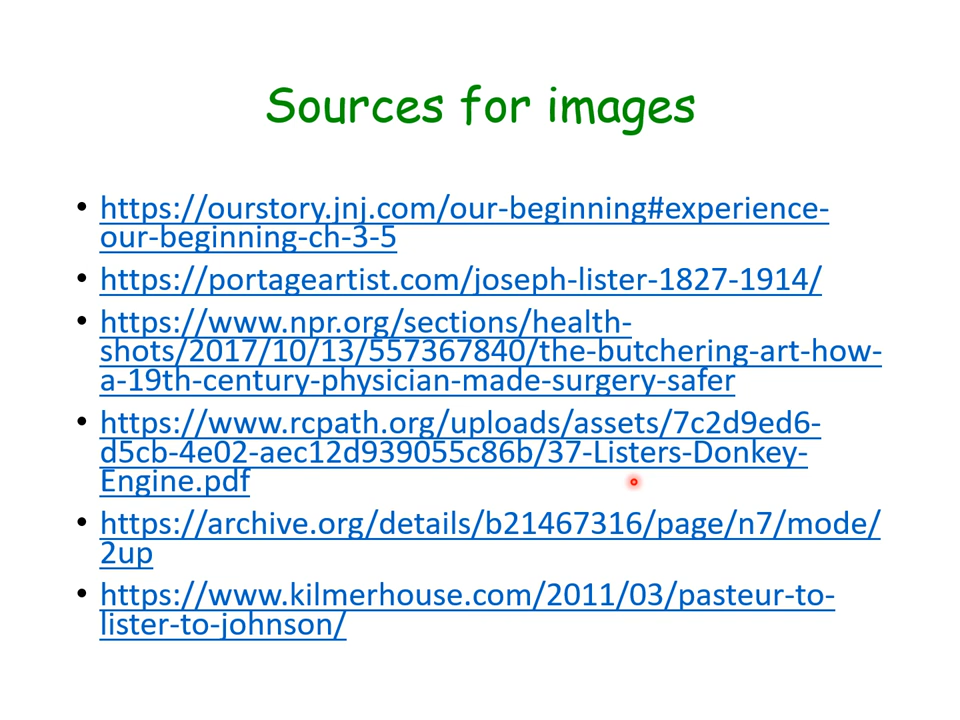 Sources for images
• https://ourstory.jnj.com/our-beginning#experience-
our-beginning-ch-3-5
• https://portageartist.com/joseph-lister-1827-1914/
• https://www.npr.org/sections/health-
shots/2017/10/13/557367840/the-butchering-art-how-
a-19th-century-physician-made-surgery-safer
• https://www.rcpath.org/uploads/assets/7c2d9ed6-
d5cb-4e02-aec12d939055c86b/37-Listers-Donkey-
Engine.pdf
• https://archive.org/details/b21467316/page/n7/mode/
2up
• https://www.kilmerhouse.com/2011/03/pasteur-to-
lister-to-johnson/